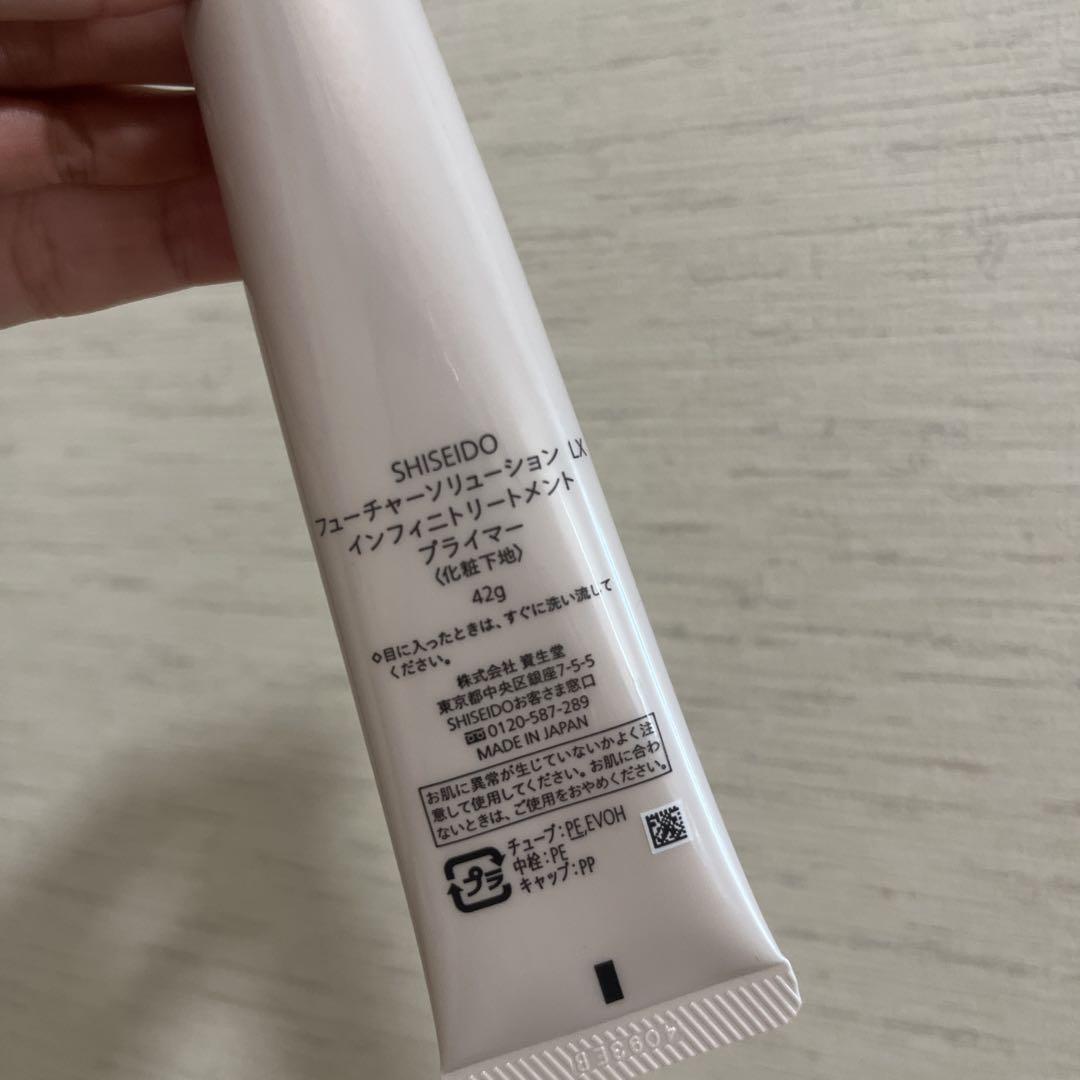 SHISEIDO
フューチャーソリューション LX
インフィニトリートメント
プライマー
〈化粧下地〉
42g
◇目に入ったときは、すぐに洗い流して
ください。
株式会社 資生堂
東京都中央区銀座7-5-5
SHISEIDOお客さま窓口
0120-587-289
MADE IN JAPAN
お肌に異常が生じていないかよく注
意して使用してください。お肌に合わ
ないときは、ご使用をおやめください。
プラ
チューブ:PE,EVOH
中栓:PE
キャップ:PP